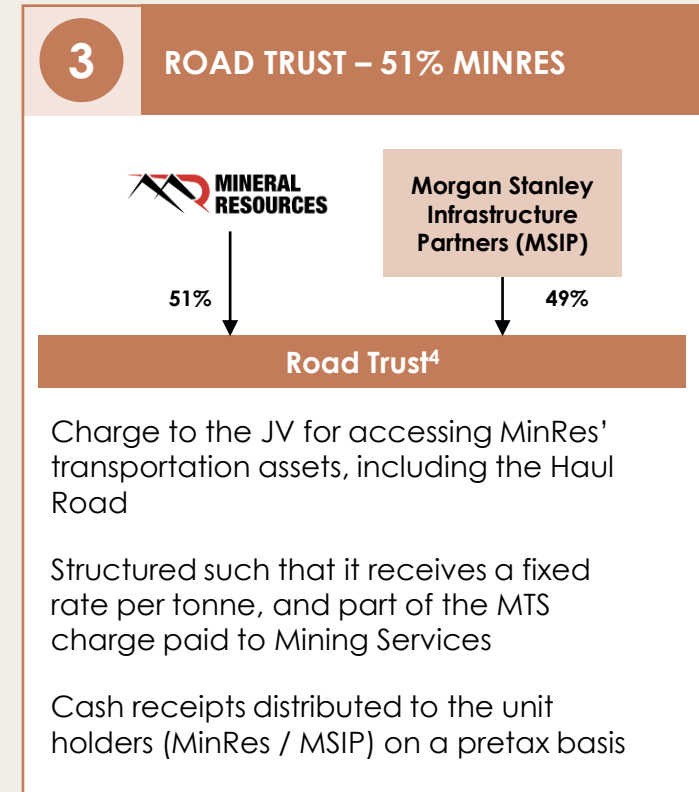 3
ROAD TRUST – 51% MINRES
MINERAL
RESOURCES
Morgan Stanley
Infrastructure
Partners (MSIP)
51%
49%
Road Trust⁴
Charge to the JV for accessing MinRes’
transportation assets, including the Haul
Road
Structured such that it receives a fixed
rate per tonne, and part of the MTS
charge paid to Mining Services
Cash receipts distributed to the unit
holders (MinRes / MSIP) on a pretax basis